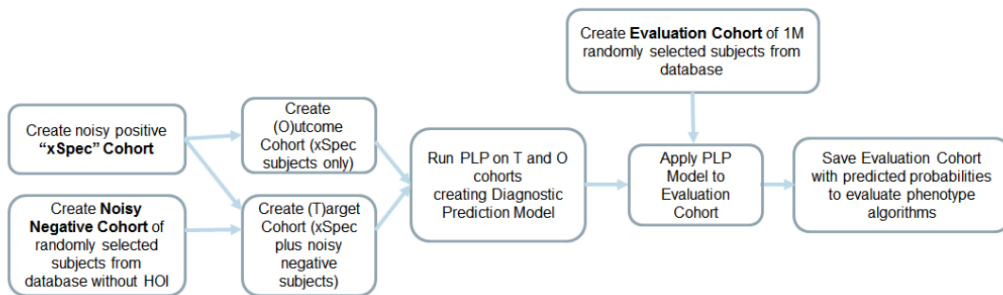 Create Evaluation Cohort of 1M
randomly selected subjects from
database
Create noisy positive
“xSpec” Cohort
Create
(O)utcome
Cohort (xSpec
subjects only)
Create Noisy
Negative Cohort of
randomly selected
subjects from
database without HOI
Create (T)arget
Cohort (xSpec
plus noisy
negative
subjects)
Run PLP on T and O
cohorts
creating Diagnostic
Prediction Model
Apply PLP
Model to
Evaluation
Cohort
Save Evaluation Cohort
with predicted probabilities
to evaluate phenotype
algorithms